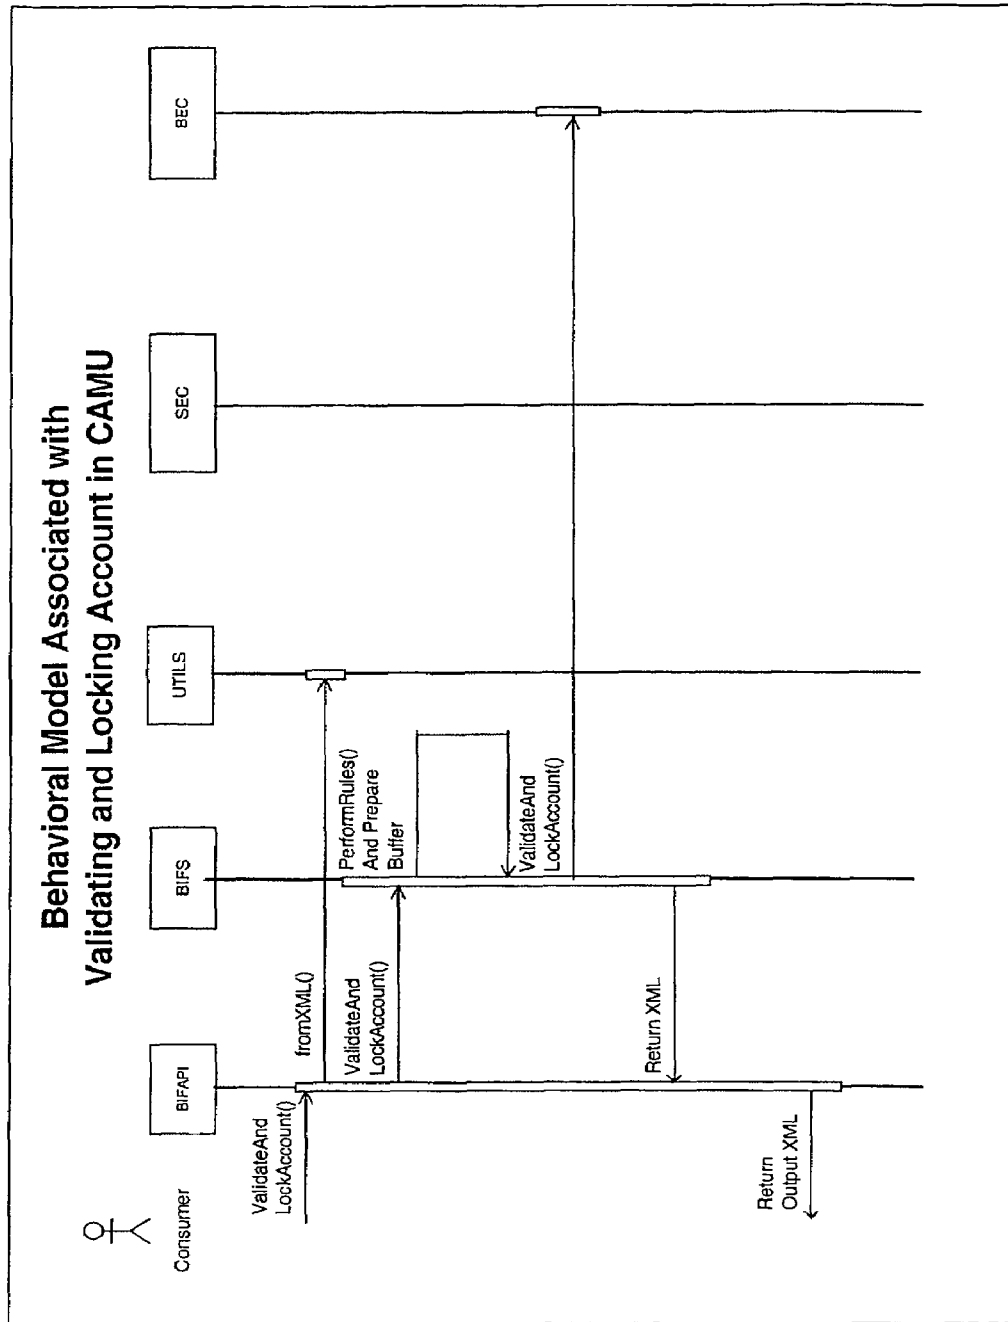 Behavioral Model Associated with
Validating and Locking Account in CAMU
Consumer
BIFAPI
BIFS
UTILS
SEC
BEC
ValidateAnd
LockAccount()
fromXML()
ValidateAnd
LockAccount()
PerformRules()
And Prepare
Buffer
ValidateAnd
LockAccount()
Return XML
Return
Output XML